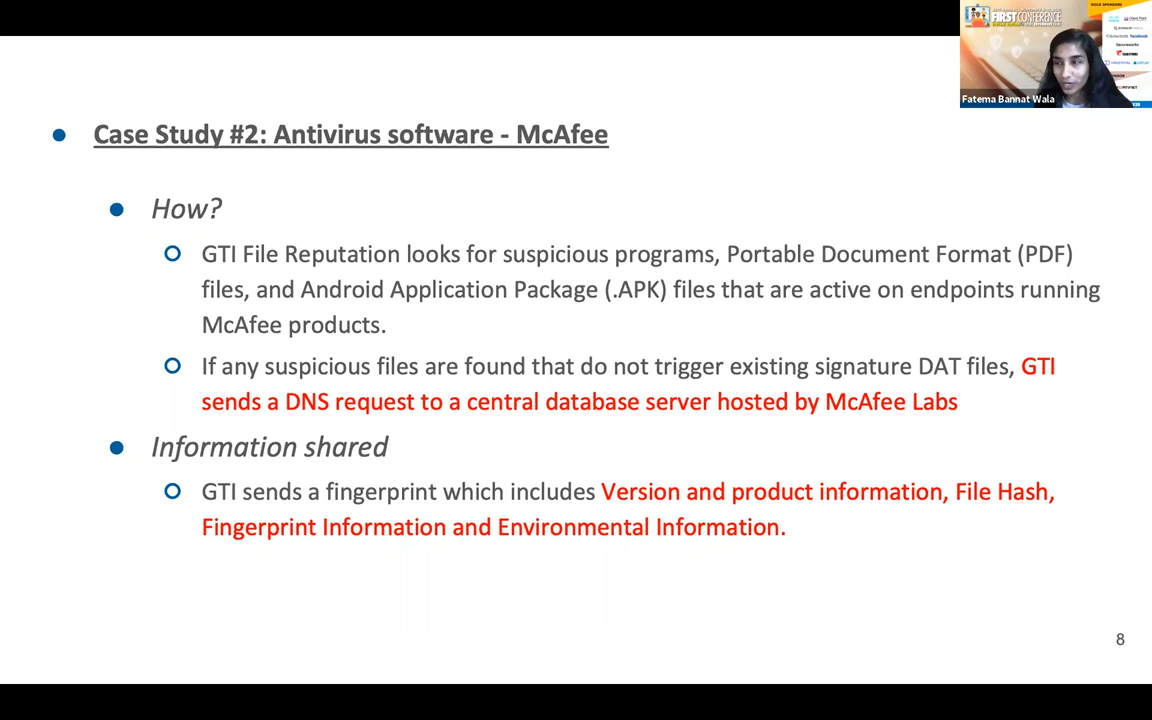 FIRST CONFERENCE
GOLD SPONSORS
Fatema Bannat Wala
Case Study #2: Antivirus software - McAfee
How?
GTI File Reputation looks for suspicious programs, Portable Document Format (PDF)
files, and Android Application Package (.APK) files that are active on endpoints running
McAfee products.
If any suspicious files are found that do not trigger existing signature DAT files, GTI
sends a DNS request to a central database server hosted by McAfee Labs
Information shared
GTI sends a fingerprint which includes Version and product information, File Hash,
Fingerprint Information and Environmental Information.
8